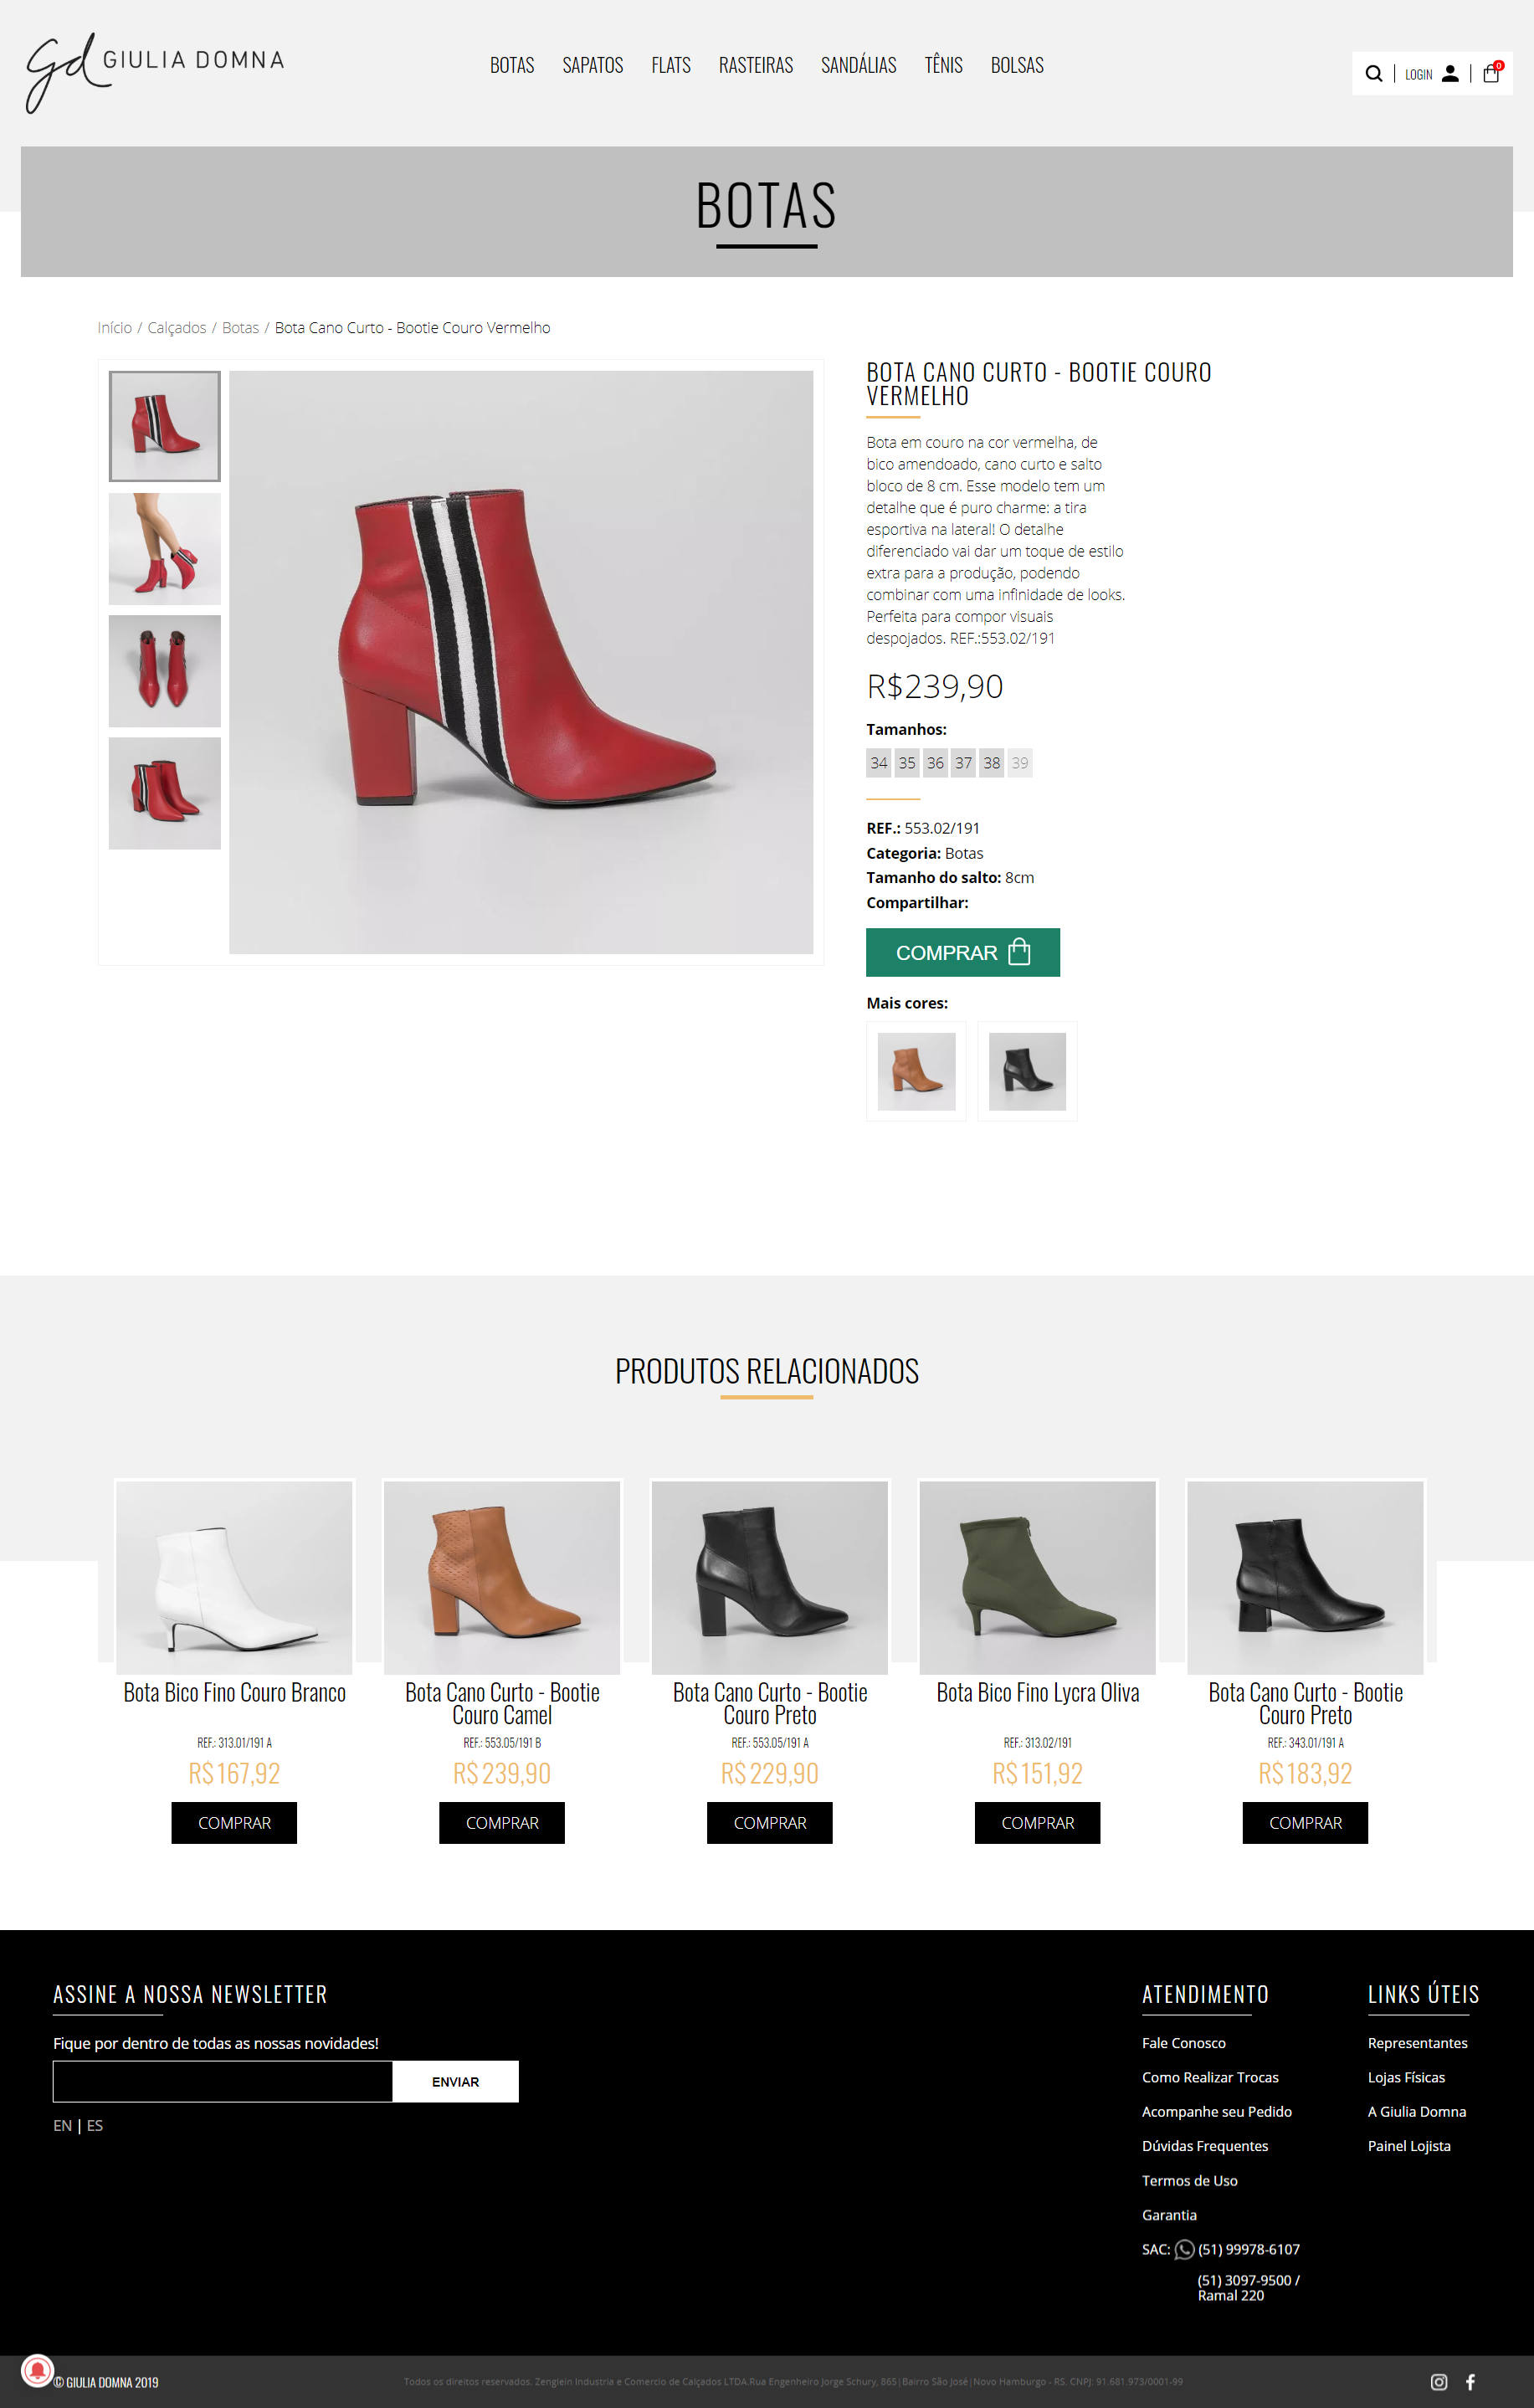 gd GIULIA DOMNA
BOTAS SAPATOS FLATS RASTEIRAS SANDÁLIAS TÊNIS BOLSAS
LOGIN 0
BOTAS
Início / Calçados / Botas / Bota Cano Curto - Bootie Couro Vermelho
BOTA CANO CURTO - BOOTIE COURO
VERMELHO
Bota em couro na cor vermelha, de
bico amendoado, cano curto e salto
bloco de 8 cm. Esse modelo tem um
detalhe que é puro charme: a tira
esportiva na lateral! O detalhe
diferenciado vai dar um toque de estilo
extra para a produção, podendo
combinar com uma infinidade de looks.
Perfeita para compor visuais
despojados. REF.:553.02/191
R$239,90
Tamanhos:
34 35 36 37 38 39
REF.: 553.02/191
Categoria: Botas
Tamanho do salto: 8cm
Compartilhar:
COMPRAR
Mais cores:
PRODUTOS RELACIONADOS
Bota Bico Fino Couro Branco
REF.: 313.01/191 A
R$167,92
COMPRAR
Bota Cano Curto - Bootie
Couro Camel
REF.: 553.05/191 B
R$239,90
COMPRAR
Bota Cano Curto - Bootie
Couro Preto
REF.: 553.05/191 A
R$229,90
COMPRAR
Bota Bico Fino Lycra Oliva
REF.: 313.02/191
R$151,92
COMPRAR
Bota Cano Curto - Bootie
Couro Preto
REF.: 343.01/191 A
R$183,92
COMPRAR
ASSINE A NOSSA NEWSLETTER
Fique por dentro de todas as nossas novidades!
ENVIAR
EN | ES
ATENDIMENTO
Fale Conosco
Como Realizar Trocas
Acompanhe seu Pedido
Dúvidas Frequentes
Termos de Uso
Garantia
SAC: (51) 99978-6107
(51) 3097-9500 /
Ramal 220
LINKS ÚTEIS
Representantes
Lojas Físicas
A Giulia Domna
Painel Lojista
© GIULIA DOMNA 2019
Todos os direitos reservados. Zenglein Industria e Comercio de Calçados LTDA.Rua Engenheiro Jorge Schury, 865|Bairro São José|Novo Hamburgo - RS. CNPJ: 91.681.973/0001-99